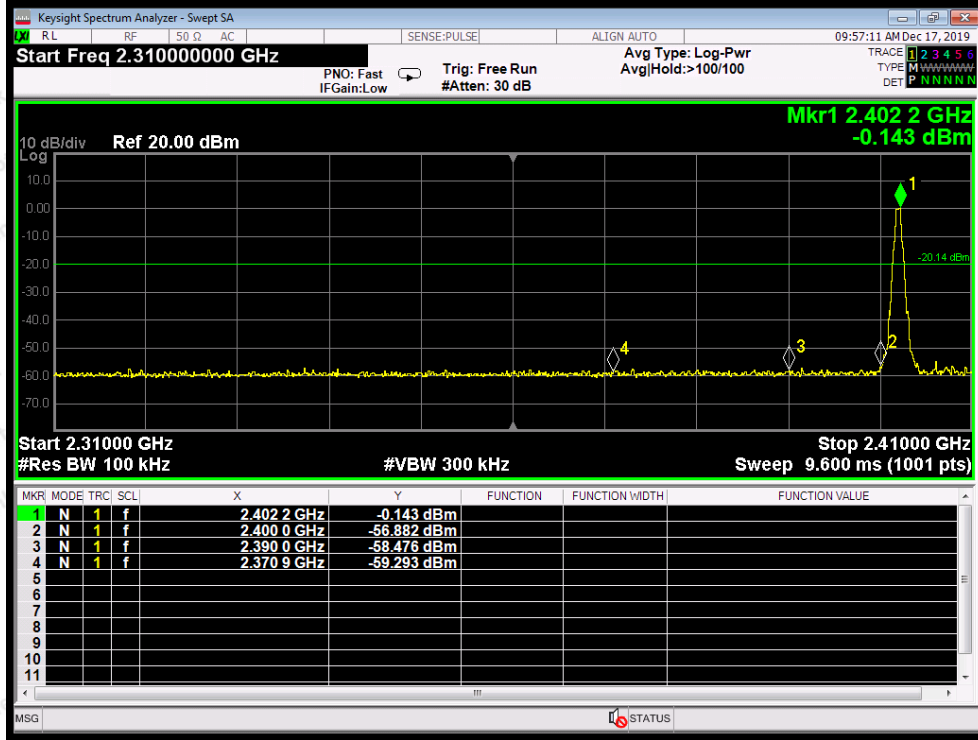 Keysight Spectrum Analyzer - Swept SA
LXI RL RF 50 Ω AC SENSE:PULSE ALIGN AUTO 09:57:11 AM Dec 17, 2019
Start Freq 2.310000000 GHz
PNO: Fast
IFGain:Low
Trig: Free Run
#Atten: 30 dB
Avg Type: Log-Pwr
Avg|Hold:>100/100
TRACE 1 2 3 4 5 6
TYPE M W W W W W
DET P N N N N N
Mkr1 2.402 2 GHz
-0.143 dBm
10 dB/div Ref 20.00 dBm
Log
10.0
0.00
-10.0
-20.0
-30.0
-40.0
-50.0
-60.0
-70.0
1
-20.14 dBm
4
3
2
Start 2.31000 GHz Stop 2.41000 GHz
#Res BW 100 kHz #VBW 300 kHz Sweep 9.600 ms (1001 pts)
MKR MODE TRC SCL X Y FUNCTION FUNCTION WIDTH FUNCTION VALUE
1 N 1 f 2.402 2 GHz -0.143 dBm
2 N 1 f 2.400 0 GHz -56.882 dBm
3 N 1 f 2.390 0 GHz -58.476 dBm
4 N 1 f 2.370 9 GHz -59.293 dBm
5
6
7
8
9
10
11
MSG STATUS